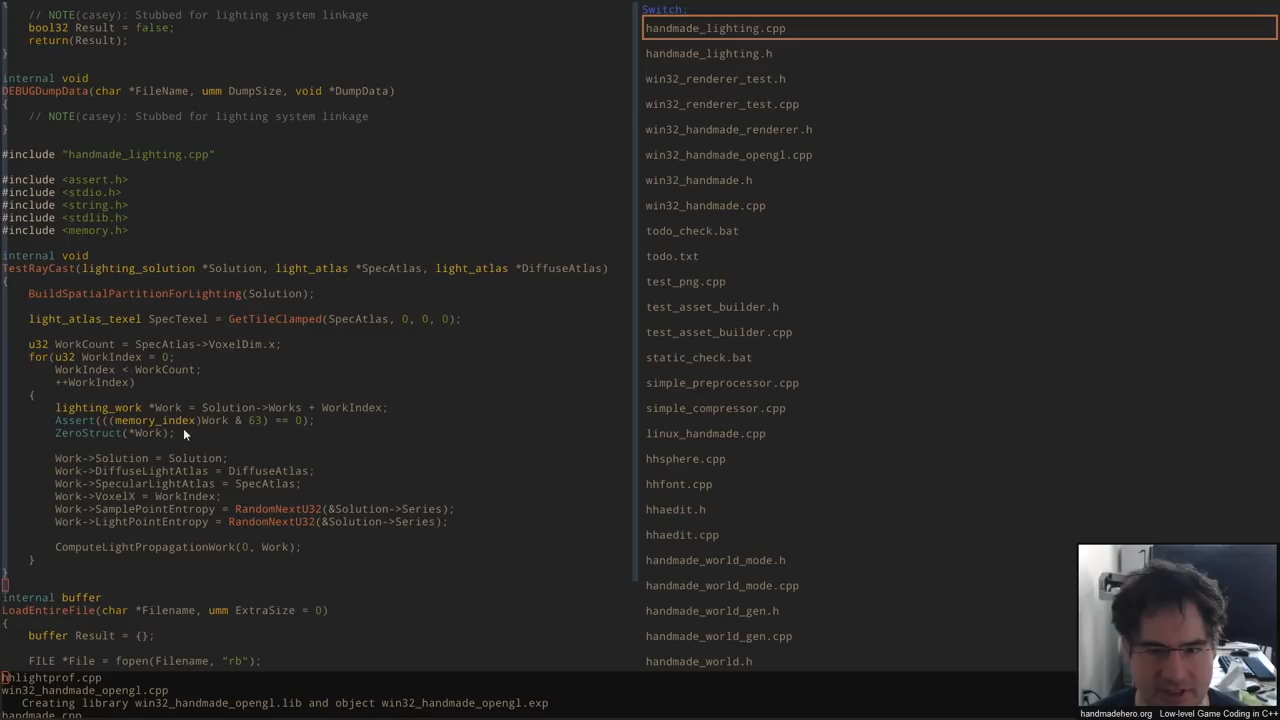 // NOTE(casey): Stubbed for lighting system linkage
    bool32 Result = false;
    return(Result);
}
internal void
DEBUGDumpData(char *FileName, umm DumpSize, void *DumpData)
{
    // NOTE(casey): Stubbed for lighting system linkage
}
#include "handmade_lighting.cpp"
#include <assert.h>
#include <stdio.h>
#include <string.h>
#include <stdlib.h>
#include <memory.h>
internal void
TestRayCast(lighting_solution *Solution, light_atlas *SpecAtlas, light_atlas *DiffuseAtlas)
{
    BuildSpatialPartitionForLighting(Solution);
    light_atlas_texel SpecTexel = GetTileClamped(SpecAtlas, 0, 0, 0);
    u32 WorkCount = SpecAtlas->VoxelDim.x;
    for(u32 WorkIndex = 0;
        WorkIndex < WorkCount;
        ++WorkIndex)
    {
        lighting_work *Work = Solution->Works + WorkIndex;
        Assert(((memory_index)Work & 63) == 0);
        ZeroStruct(*Work);
        Work->Solution = Solution;
        Work->DiffuseLightAtlas = DiffuseAtlas;
        Work->SpecularLightAtlas = SpecAtlas;
        Work->VoxelX = WorkIndex;
        Work->SamplePointEntropy = RandomNextU32(&Solution->Series);
        Work->LightPointEntropy = RandomNextU32(&Solution->Series);
        ComputeLightPropagationWork(0, Work);
    }
}
internal buffer
LoadEntireFile(char *Filename, umm ExtraSize = 0)
{
    buffer Result = {};
    FILE *File = fopen(Filename, "rb");
hhlightprof.cpp
win32_handmade_opengl.cpp
   Creating library win32_handmade_opengl.lib and object win32_handmade_opengl.exp
handmade.cpp
Switch:
handmade_lighting.cpp
handmade_lighting.h
win32_renderer_test.h
win32_renderer_test.cpp
win32_handmade_renderer.h
win32_handmade_opengl.cpp
win32_handmade.h
win32_handmade.cpp
todo_check.bat
todo.txt
test_png.cpp
test_asset_builder.h
test_asset_builder.cpp
static_check.bat
simple_preprocessor.cpp
simple_compressor.cpp
linux_handmade.cpp
hhsphere.cpp
hhfont.cpp
hhaedit.h
hhaedit.cpp
handmade_world_mode.h
handmade_world_mode.cpp
handmade_world_gen.h
handmade_world_gen.cpp
handmade_world.h
handmadehero.org | Low-level Game Coding in C++